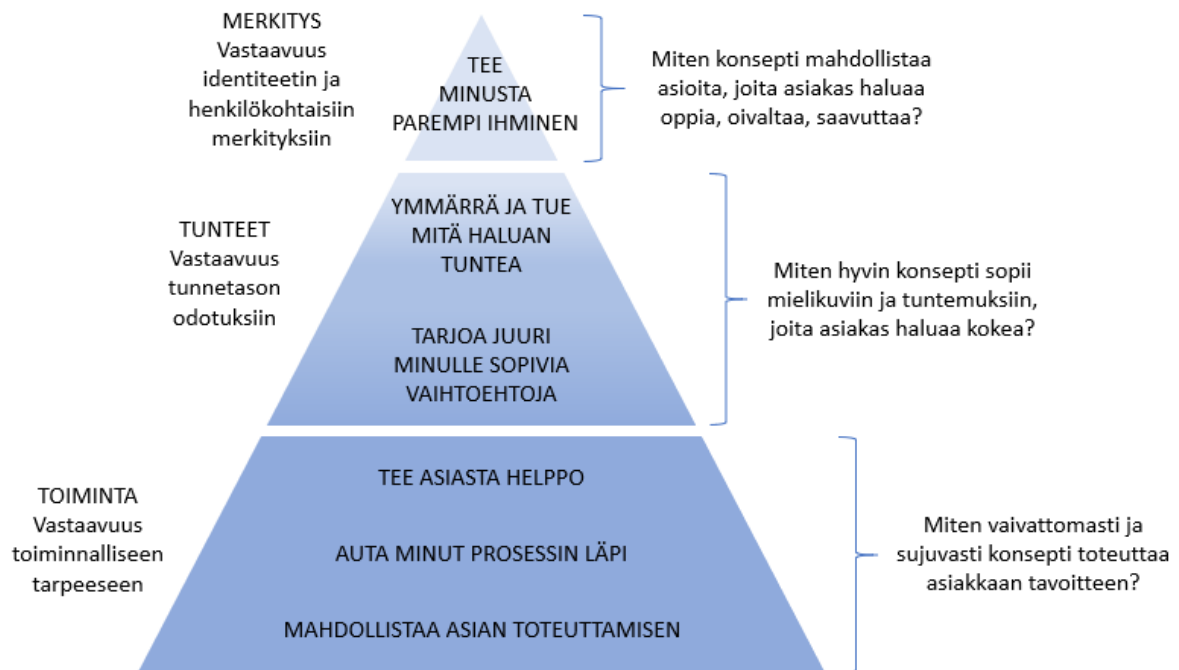 MERKITYS
Vastaavuus
identiteetin ja
henkilökohtaisiin
merkityksiin
TEE
MINUSTA
PAREMPI IHMINEN
Miten konsepti mahdollistaa
asioita, joita asiakas haluaa
oppia, oivaltaa, saavuttaa?
TUNTEET
Vastaavuus
tunnetason
odotuksiin
YMMÄRRÄ JA TUE
MITÄ HALUAN
TUNTEA
TARJOA JUURI
MINULLE SOPIVIA
VAIHTOEHTOJA
Miten hyvin konsepti sopii
mielikuviin ja tuntemuksiin,
joita asiakas haluaa kokea?
TOIMINTA
Vastaavuus
toiminnalliseen
tarpeeseen
TEE ASIASTA HELPPO
AUTA MINUT PROSESSIN LÄPI
MAHDOLLISTAA ASIAN TOTEUTTAMISEN
Miten vaivattomasti ja
sujuvasti konsepti toteuttaa
asiakkaan tavoitteen?